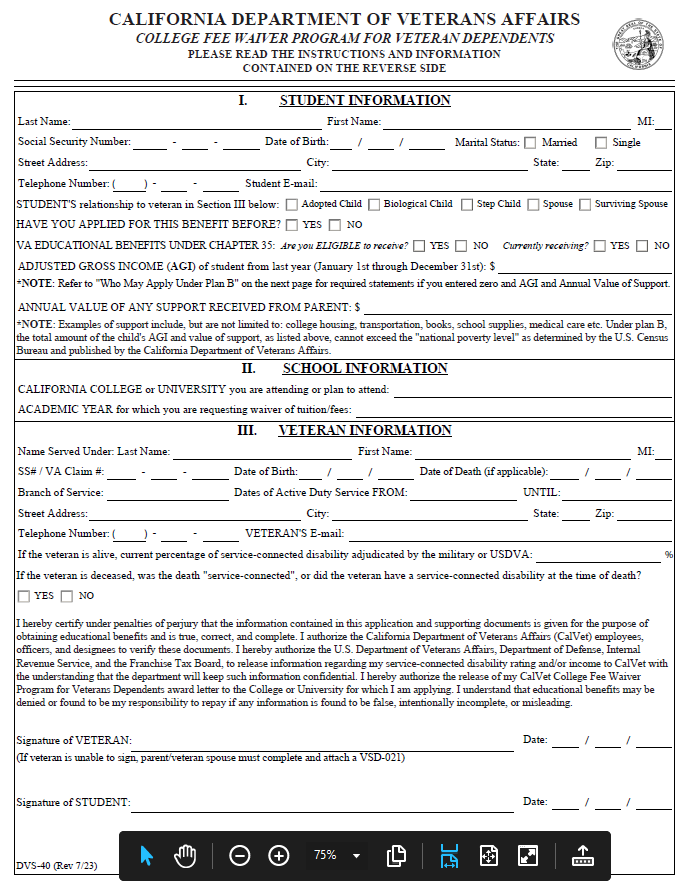 CALIFORNIA DEPARTMENT OF VETERANS AFFAIRS
COLLEGE FEE WAIVER PROGRAM FOR VETERAN DEPENDENTS
PLEASE READ THE INSTRUCTIONS AND INFORMATION
CONTAINED ON THE REVERSE SIDE
I. STUDENT INFORMATION
Last Name: First Name: MI:
Social Security Number: - - Date of Birth: / / Marital Status: Married Single
Street Address: City: State: Zip:
Telephone Number: ( ) - - Student E-mail:
STUDENT'S relationship to veteran in Section III below: Adopted Child Biological Child Step Child Spouse Surviving Spouse
HAVE YOU APPLIED FOR THIS BENEFIT BEFORE? YES NO
VA EDUCATIONAL BENEFITS UNDER CHAPTER 35: Are you ELIGIBLE to receive? YES NO Currently receiving? YES NO
ADJUSTED GROSS INCOME (AGI) of student from last year (January 1st through December 31st): $
*NOTE: Refer to "Who May Apply Under Plan B" on the next page for required statements if you entered zero and AGI and Annual Value of Support.
ANNUAL VALUE OF ANY SUPPORT RECEIVED FROM PARENT: $
*NOTE: Examples of support include, but are not limited to: college housing, transportation, books, school supplies, medical care etc. Under plan B,
the total amount of the child's AGI and value of support, as listed above, cannot exceed the "national poverty level" as determined by the U.S. Census
Bureau and published by the California Department of Veterans Affairs.
II. SCHOOL INFORMATION
CALIFORNIA COLLEGE or UNIVERSITY you are attending or plan to attend:
ACADEMIC YEAR for which you are requesting waiver of tuition/fees:
III. VETERAN INFORMATION
Name Served Under: Last Name: First Name: MI:
SS# / VA Claim #: - - Date of Birth: / / Date of Death (if applicable): / /
Branch of Service: Dates of Active Duty Service FROM: UNTIL:
Street Address: City: State: Zip:
Telephone Number: ( ) - - VETERAN'S E-mail:
If the veteran is alive, current percentage of service-connected disability adjudicated by the military or USDVA: %
If the veteran is deceased, was the death "service-connected", or did the veteran have a service-connected disability at the time of death?
YES NO
I hereby certify under penalties of perjury that the information contained in this application and supporting documents is given for the purpose of
obtaining educational benefits and is true, correct, and complete. I authorize the California Department of Veterans Affairs (CalVet) employees,
officers, and designees to verify these documents. I hereby authorize the U.S. Department of Veterans Affairs, Department of Defense, Internal
Revenue Service, and the Franchise Tax Board, to release information regarding my service-connected disability rating and/or income to CalVet with
the understanding that the department will keep such information confidential. I hereby authorize the release of my CalVet College Fee Waiver
Program for Veterans Dependents award letter to the College or University for which I am applying. I understand that educational benefits may be
denied or found to be my responsibility to repay if any information is found to be false, intentionally incomplete, or misleading.
Signature of VETERAN: Date: / /
(If veteran is unable to sign, parent/veteran spouse must complete and attach a VSD-021)
Signature of STUDENT: Date: / /
75%
DVS-40 (Rev 7/23)